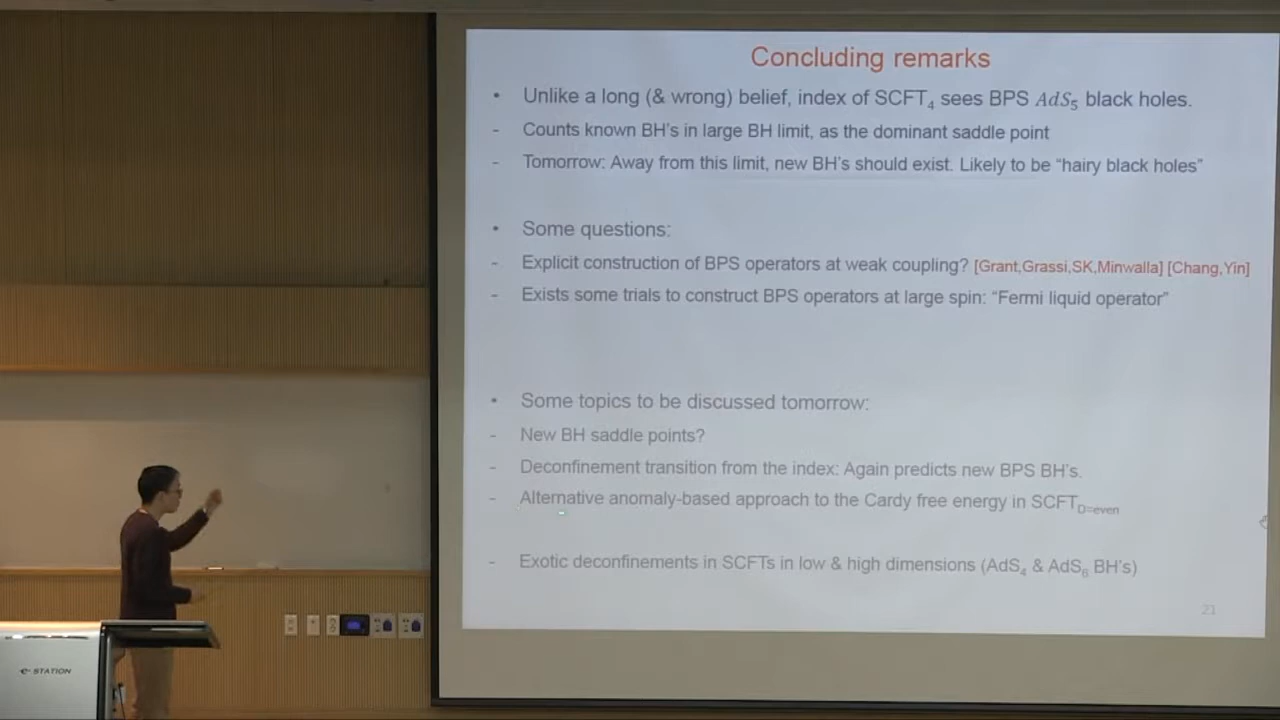 Concluding remarks
• Unlike a long (& wrong) belief, index of SCFT₄ sees BPS AdS₅ black holes.
- Counts known BH's in large BH limit, as the dominant saddle point
- Tomorrow: Away from this limit, new BH's should exist. Likely to be "hairy black holes"
• Some questions:
- Explicit construction of BPS operators at weak coupling? [Grant,Grassi,SK,Minwalla] [Chang,Yin]
- Exists some trials to construct BPS operators at large spin: "Fermi liquid operator"
• Some topics to be discussed tomorrow:
- New BH saddle points?
- Deconfinement transition from the index: Again predicts new BPS BH's.
- Alternative anomaly-based approach to the Cardy free energy in SCFT_D=even
- Exotic deconfinements in SCFTs in low & high dimensions (AdS₄ & AdS₆ BH's)
21
e-STATION